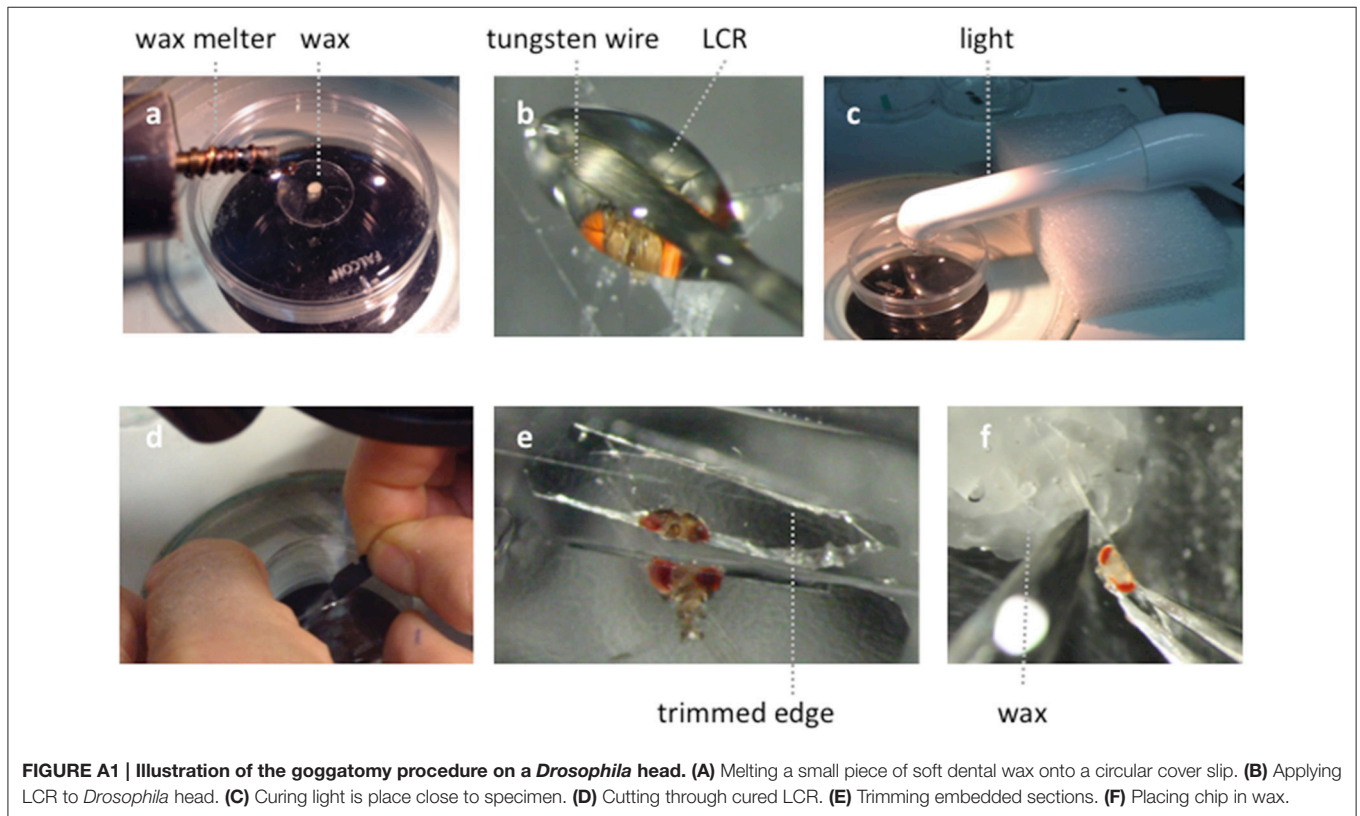 wax melter wax tungsten wire LCR light
a b c
FALCON
d e f
trimmed edge wax
FIGURE A1 | Illustration of the goggatomy procedure on a Drosophila head. (A) Melting a small piece of soft dental wax onto a circular cover slip. (B) Applying
LCR to Drosophila head. (C) Curing light is place close to specimen. (D) Cutting through cured LCR. (E) Trimming embedded sections. (F) Placing chip in wax.